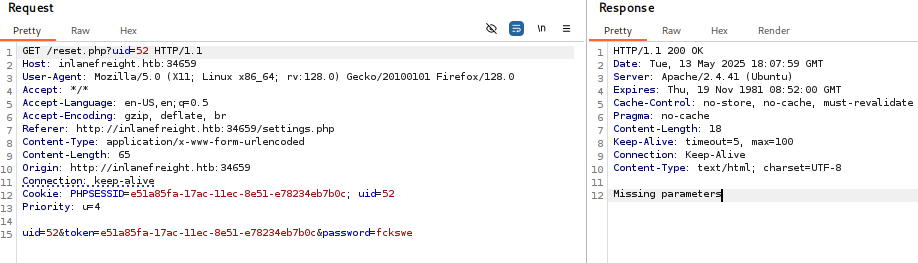 Request
Pretty Raw Hex
\n
1 GET /reset.php?uid=52 HTTP/1.1
2 Host: inlanefreight.htb:34659
3 User-Agent: Mozilla/5.0 (X11; Linux x86_64; rv:128.0) Gecko/20100101 Firefox/128.0
4 Accept: */*
5 Accept-Language: en-US,en;q=0.5
6 Accept-Encoding: gzip, deflate, br
7 Referer: http://inlanefreight.htb:34659/settings.php
8 Content-Type: application/x-www-form-urlencoded
9 Content-Length: 65
10 Origin: http://inlanefreight.htb:34659
11 Connection: keep-alive
12 Cookie: PHPSESSID=e51a85fa-17ac-11ec-8e51-e78234eb7b0c; uid=52
13 Priority: u=4
14
15 uid=52&token=e51a85fa-17ac-11ec-8e51-e78234eb7b0c&password=fckswe
Response
Pretty Raw Hex Render
1 HTTP/1.1 200 OK
2 Date: Tue, 13 May 2025 18:07:59 GMT
3 Server: Apache/2.4.41 (Ubuntu)
4 Expires: Thu, 19 Nov 1981 08:52:00 GMT
5 Cache-Control: no-store, no-cache, must-revalidate
6 Pragma: no-cache
7 Content-Length: 18
8 Keep-Alive: timeout=5, max=100
9 Connection: Keep-Alive
10 Content-Type: text/html; charset=UTF-8
11
12 Missing parameters